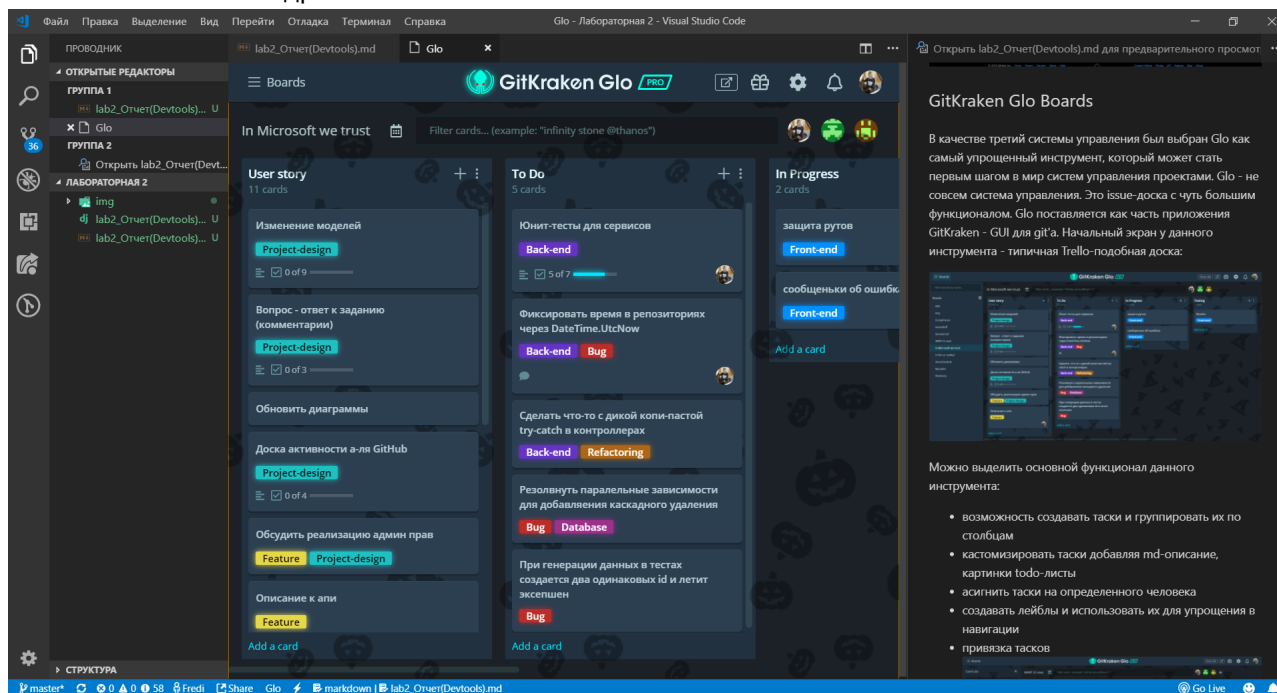 Файл Правка Выделение Вид Перейти Отладка Терминал Справка
Glo - Лабораторная 2 - Visual Studio Code
ПРОВОДНИК
ОТКРЫТЫЕ РЕДАКТОРЫ
ГРУППА 1
lab2_Отчет(Devtools)... U
Glo
ГРУППА 2
Открыть lab2_Отчет(Devt...
ЛАБОРАТОРНАЯ 2
img
lab2_Отчет(Devtools)... U
lab2_Отчет(Devtools)... U
36
СТРУКТУРА
lab2_Отчет(Devtools).md
Glo
Boards
GitKraken Glo PRO
In Microsoft we trust
Filter cards... (example: "infinity stone @thanos")
User story
11 cards
Изменение моделей
Project-design
0 of 9
Вопрос - ответ к заданию
(комментарии)
Project-design
0 of 3
Обновить диаграммы
Доска активности а-ля GitHub
Project-design
0 of 4
Обсудить реализацию админ прав
Feature Project-design
Описание к апи
Feature
Add a card
To Do
5 cards
Юнит-тесты для сервисов
Back-end
5 of 7
Фиксировать время в репозиториях
через DateTime.UtcNow
Back-end Bug
Сделать что-то с дикой копи-пастой
try-catch в контроллерах
Back-end Refactoring
Резолвнуть паралельные зависимости
для добавляения каскадного удаления
Bug Database
При генерации данных в тестах
создается два одинаковых id и летит
эксепшен
Bug
Add a card
In Progress
2 cards
защита рутов
Front-end
сообщеньки об ошибка
Front-end
Add a card
Открыть lab2_Отчет(Devtools).md для предварительного просмот
GitKraken Glo Boards
В качестве третий системы управления был выбран Glo как
самый упрощенный инструмент, который может стать
первым шагом в мир систем управления проектами. Glo - не
совсем система управления. Это issue-доска с чуть большим
функционалом. Glo поставляется как часть приложения
GitKraken - GUI для git'а. Начальный экран у данного
инструмента - типичная Trello-подобная доска:
Можно выделить основной функционал данного
инструмента:
возможность создавать таски и группировать их по
столбцам
кастомизировать таски добавляя md-описание,
картинки todo-листы
асигнить таски на определенного человека
создавать лейблы и использовать их для упрощения в
навигации
привязка тасков
master* 0 0 0 58 Fredi Share Glo markdown | lab2_Отчет(Devtools).md
Go Live